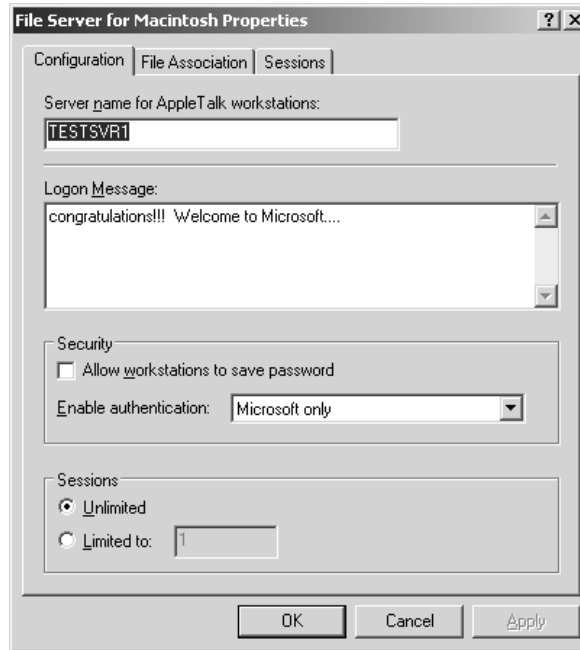 File Server for Macintosh Properties
Configuration File Association Sessions
Server name for AppleTalk workstations:
TESTSVR1
Logon Message:
congratulations!!!  Welcome to Microsoft....
Security
Allow workstations to save password
Enable authentication: Microsoft only
Sessions
Unlimited
Limited to: 1
OK Cancel Apply